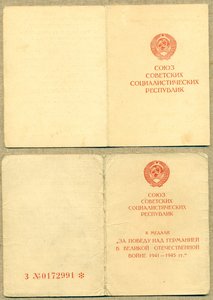 СОЮЗ
СОВЕТСКИХ
СОЦИАЛИСТИЧЕСКИХ
РЕСПУБЛИК
СОЮЗ
СОВЕТСКИХ
СОЦИАЛИСТИЧЕСКИХ
РЕСПУБЛИК
К МЕДАЛИ
„ЗА ПОБЕДУ НАД ГЕРМАНИЕЙ
В ВЕЛИКОЙ ОТЕЧЕСТВЕННОЙ
ВОЙНЕ 1941—1945 гг."
З №0172991 *